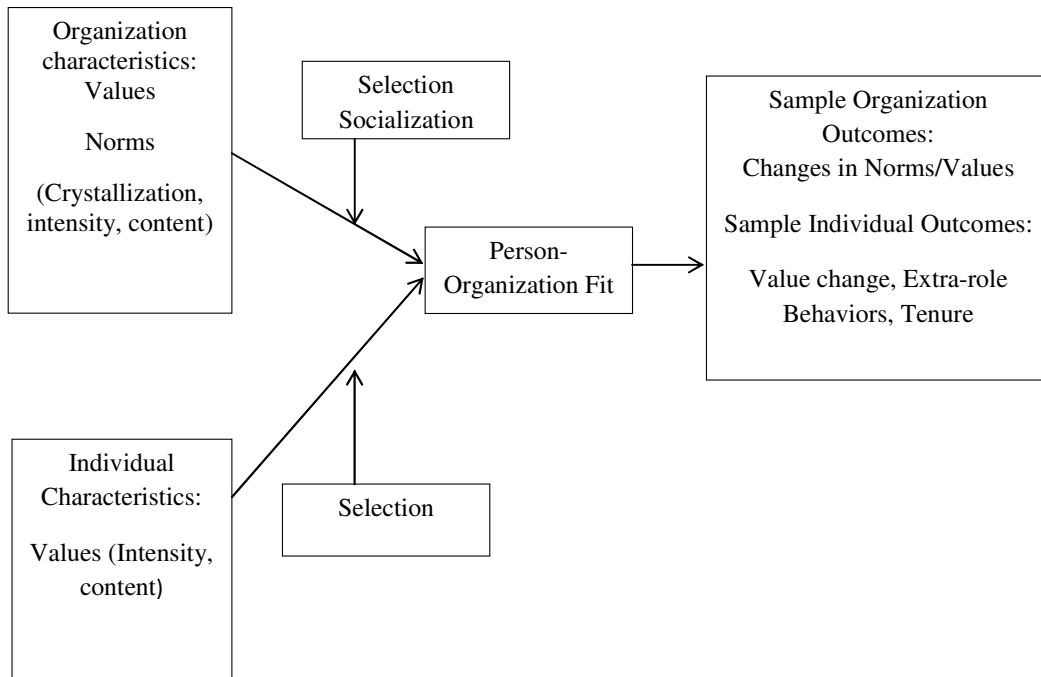 Organization
characteristics:
Values
Norms
(Crystallization,
intensity, content)
Selection
Socialization
Person-
Organization Fit
Sample Organization
Outcomes:
Changes in Norms/Values
Sample Individual Outcomes:
Value change, Extra-role
Behaviors, Tenure
Individual
Characteristics:
Values (Intensity,
content)
Selection